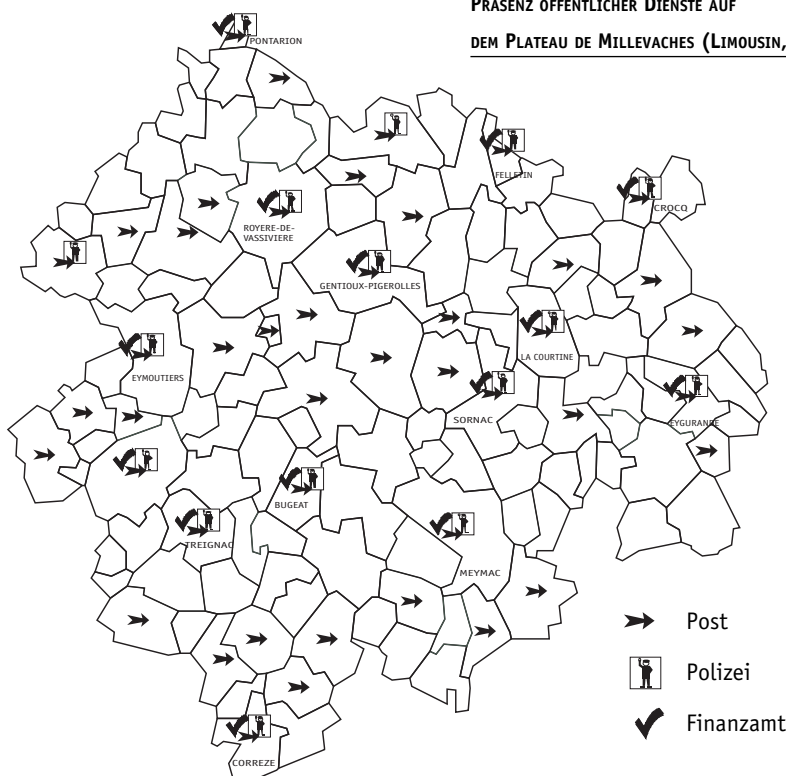 PRÄSENZ ÖFFENTLICHER DIENSTE AUF
DEM PLATEAU DE MILLEVACHES (LIMOUSIN,
PONTARION
FELLETIN
CROCQ
ROYERE-DE-
VASSIVIERE
GENTIOUX-PIGEROLLES
LA COURTINE
EYMOUTIERS
SORNAC
EYGURANDE
BUGEAT
TREIGNAC
MEYMAC
CORREZE
Post
Polizei
Finanzamt